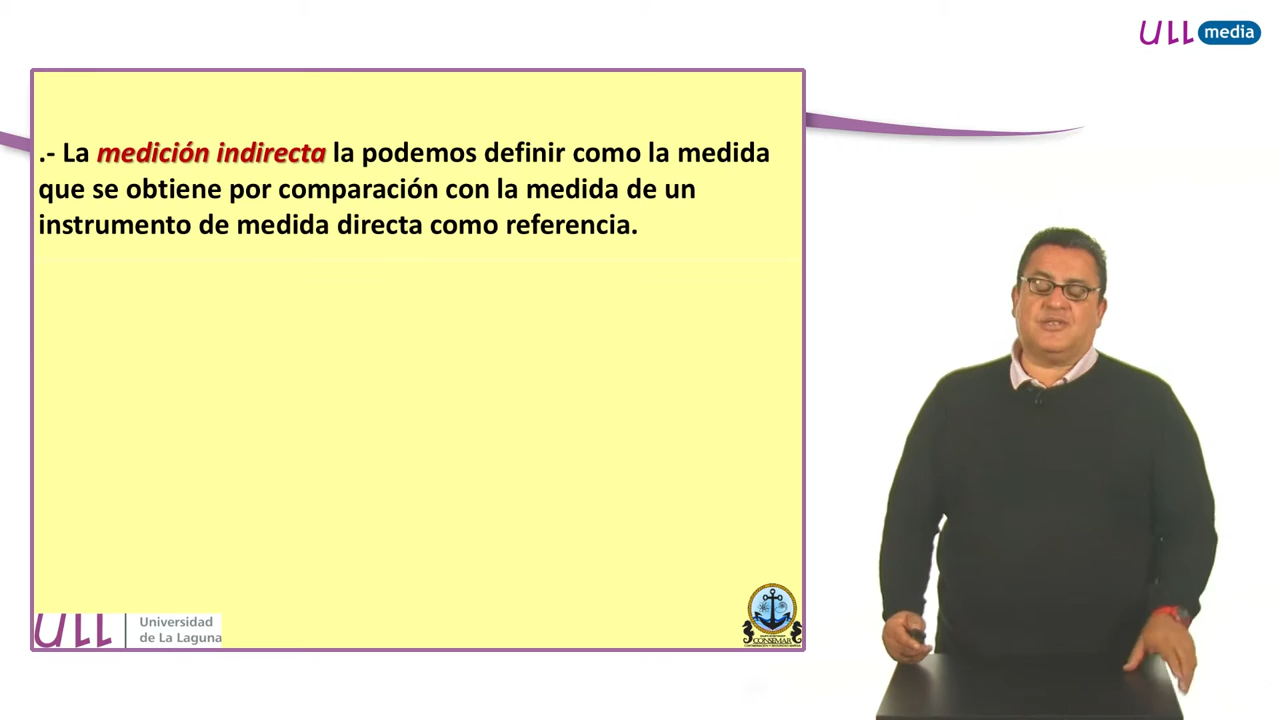 ULL media
.- La medición indirecta la podemos definir como la medida
que se obtiene por comparación con la medida de un
instrumento de medida directa como referencia.
ULL
Universidad
de La Laguna
CONSEMAR